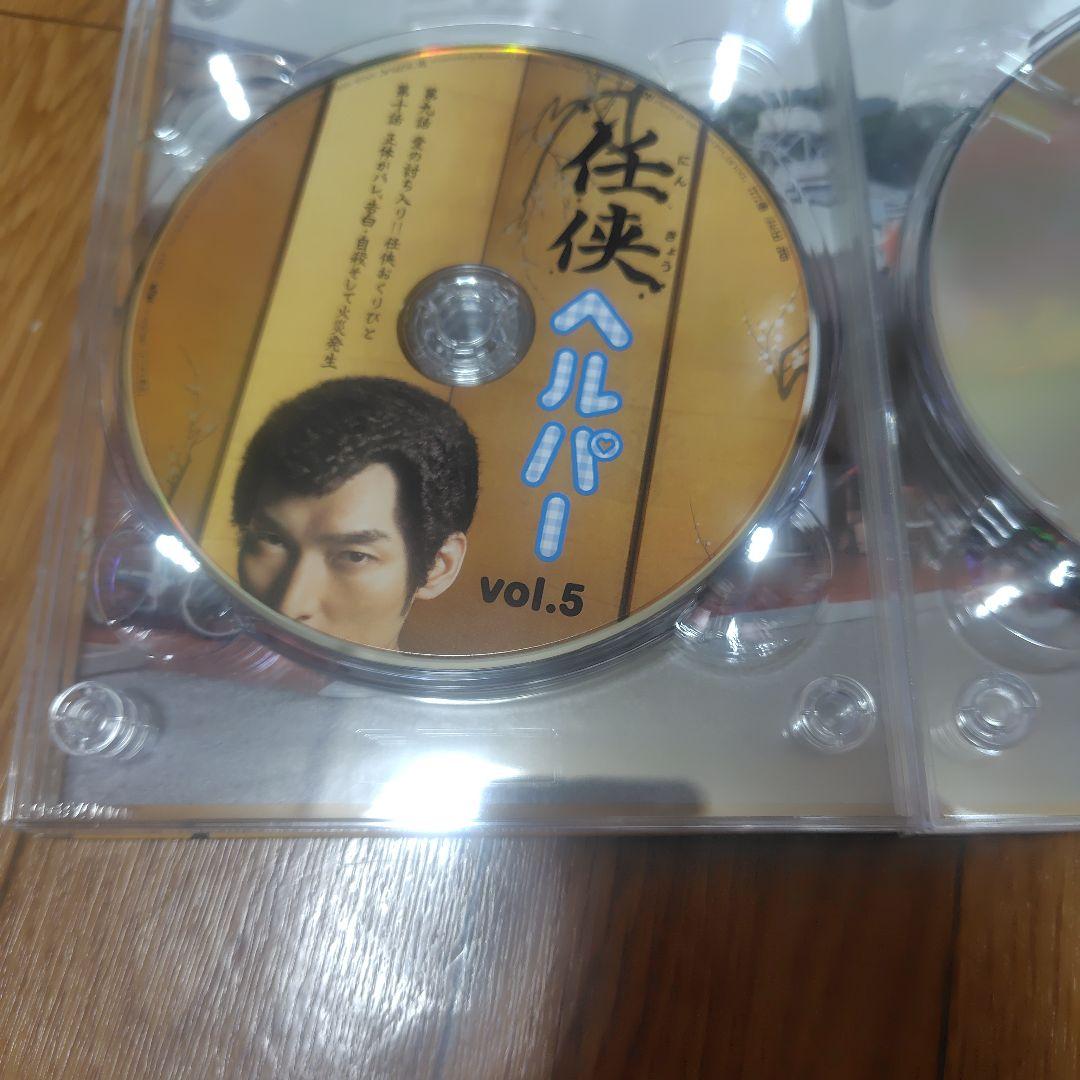 任侠
にんきょう
ヘルパー
vol.5
第九話 愛の討ち入り!! 任侠おくりびと
第十話 正体がバレ、告白・自殺そして火災発生